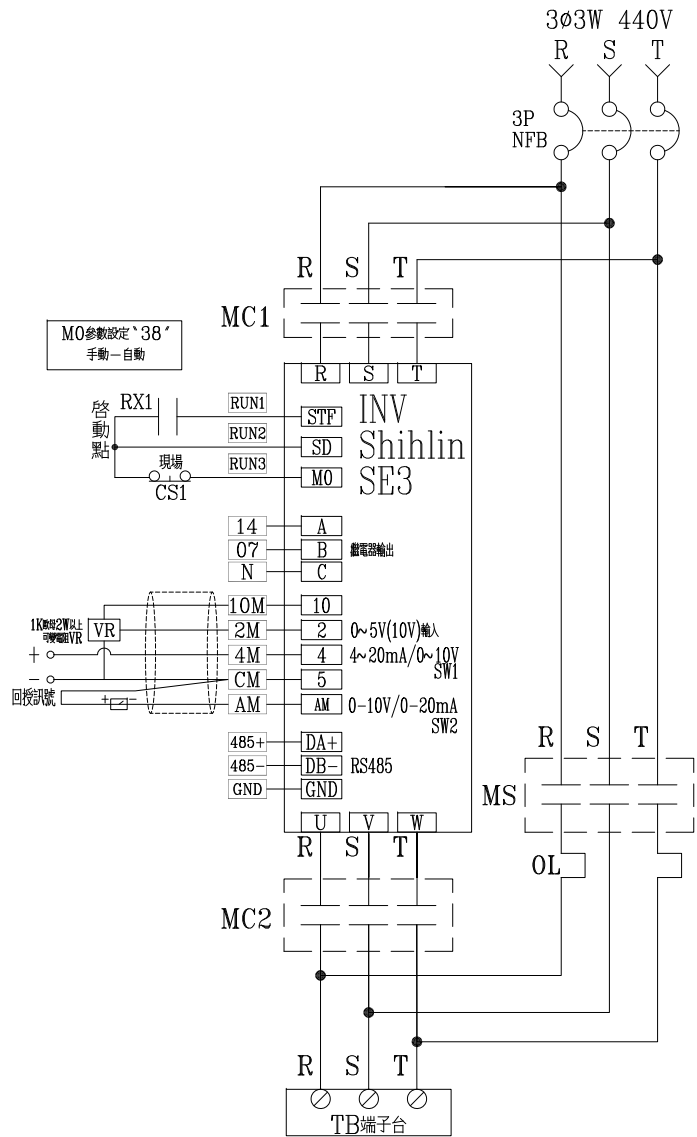 3ø3W 440V
R S T
3P
NFB
R S T
MC1
M0參數設定〝38〞
手動－自動
R S T
INV
Shihlin
SE3
啓動點
RX1
RUN1
STF
RUN2
SD
現場
CS1
RUN3
M0
14 A
07 B 繼電器輸出
N C
10M 10
1K歐姆2W以上
可變電阻VR
VR
2M 2 0~5V(10V)輸入
+ 4M 4 4~20mA/0~10V
SW1
- CM 5
回授訊號
+ -
AM AM 0-10V/0-20mA
SW2
485+ DA+
485- DB- RS485
GND GND
U V W
R S T
MC2
R S T
MS
OL
R S T
TB端子台